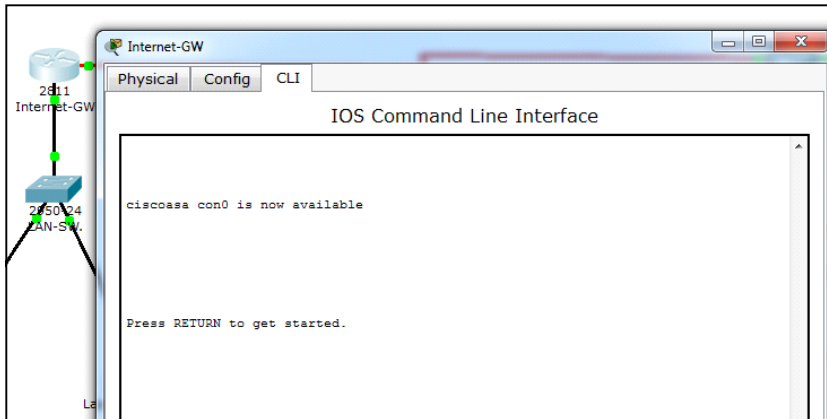 Internet-GW
Physical Config CLI
2811
Internet-GW
IOS Command Line Interface
ciscoasa con0 is now available
2950-24
LAN-SW.
Press RETURN to get started.
La